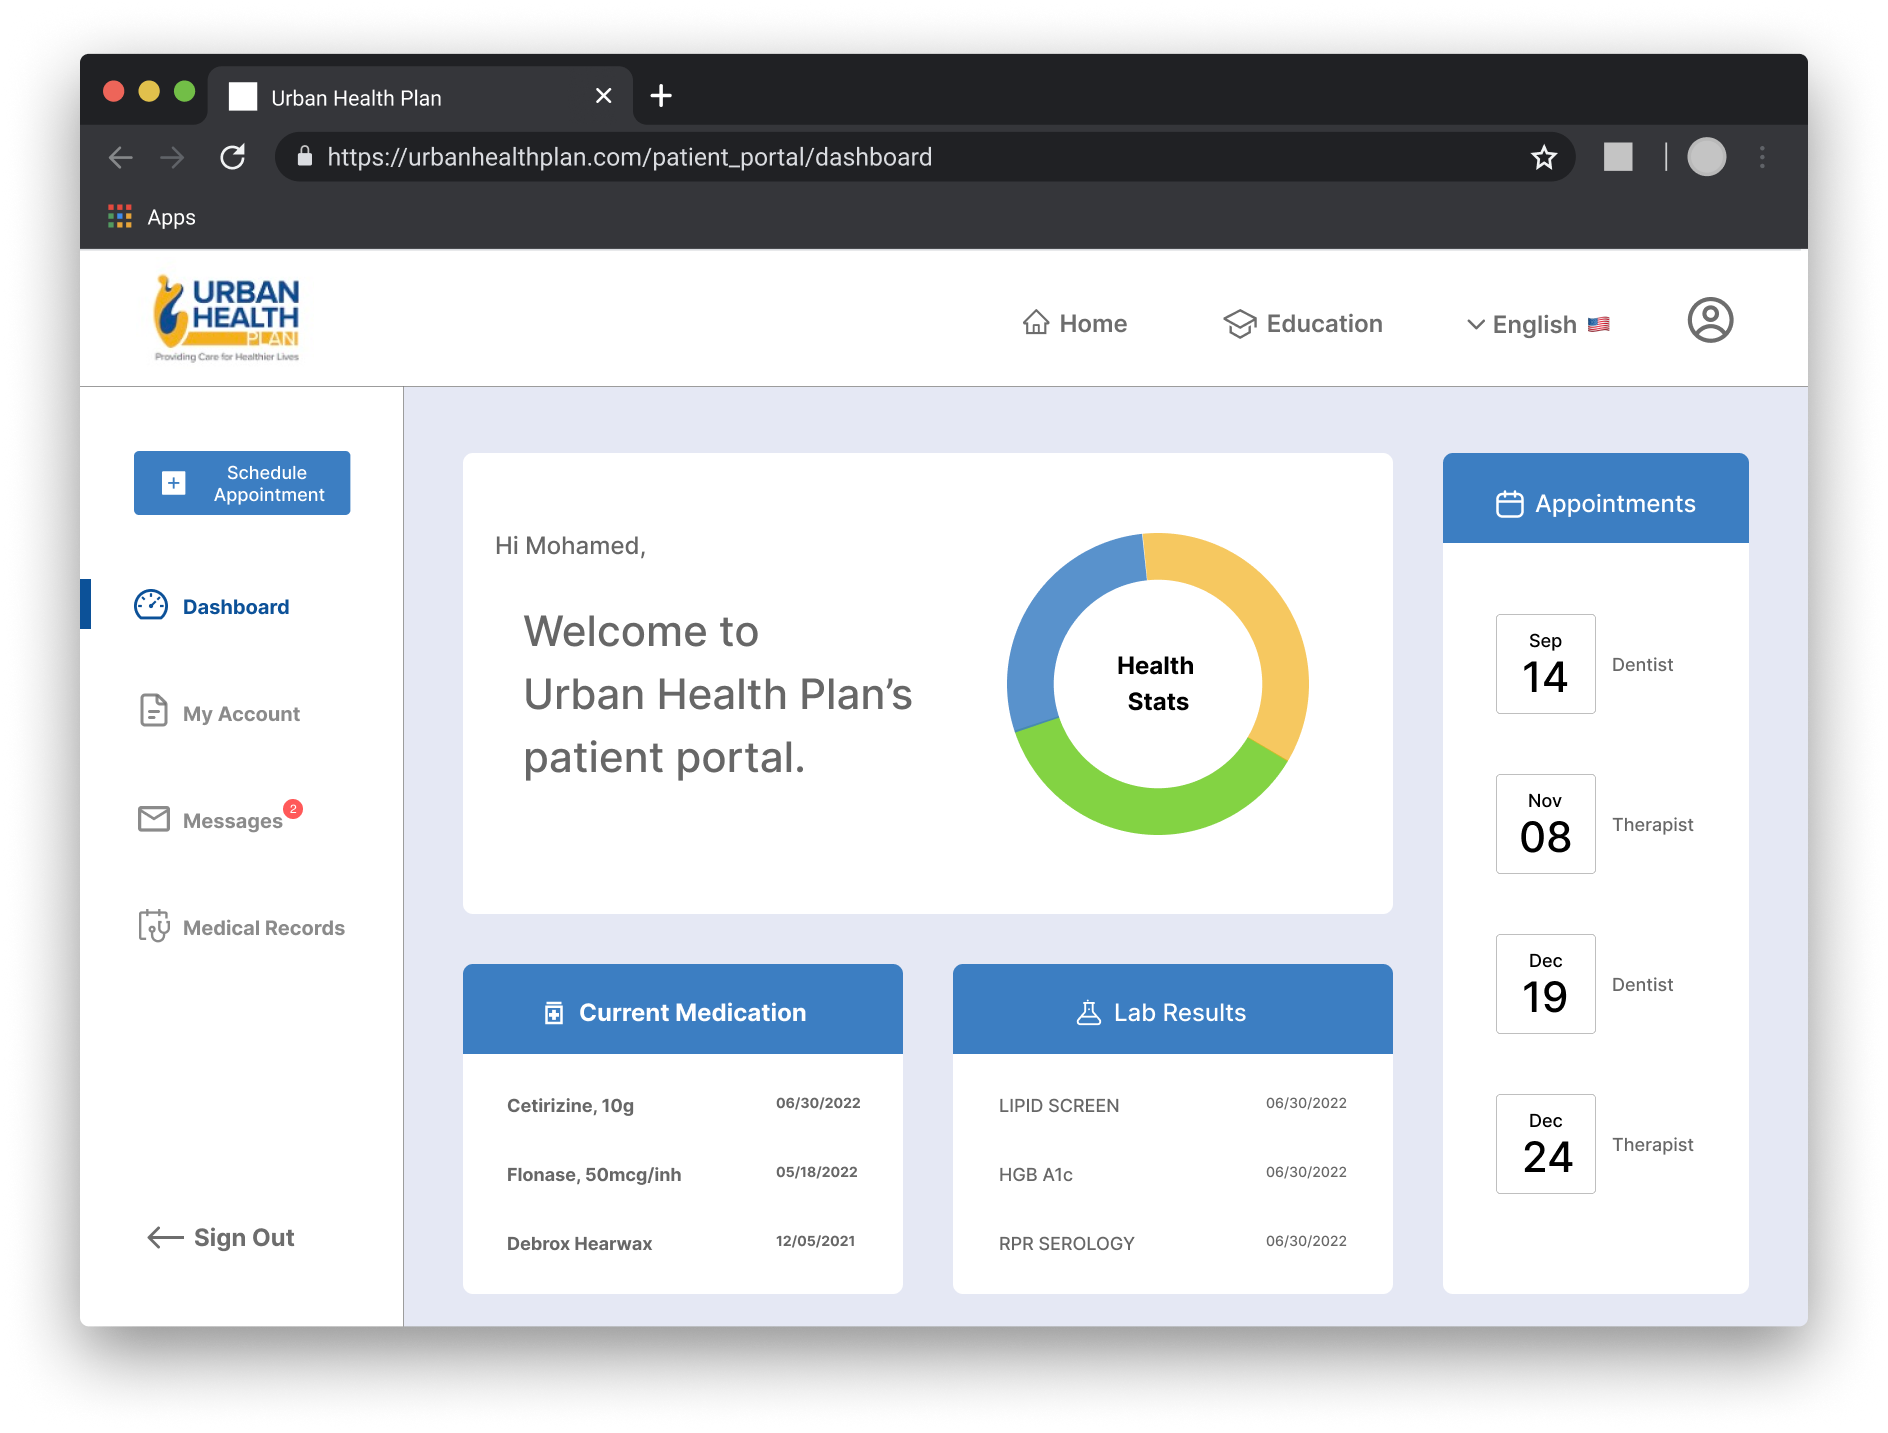 Urban Health Plan
https://urbanhealthplan.com/patient_portal/dashboard
Apps
URBAN
HEALTH
PLAN
Providing Care for Healthier Lives
Home
Education
English
Schedule
Appointment
Dashboard
My Account
Messages 2
Medical Records
Sign Out
Hi Mohamed,
Welcome to
Urban Health Plan’s
patient portal.
Health
Stats
Current Medication
Cetirizine, 10g 06/30/2022
Flonase, 50mcg/inh 05/18/2022
Debrox Hearwax 12/05/2021
Lab Results
LIPID SCREEN 06/30/2022
HGB A1c 06/30/2022
RPR SEROLOGY 06/30/2022
Appointments
Sep
14
Dentist
Nov
08
Therapist
Dec
19
Dentist
Dec
24
Therapist